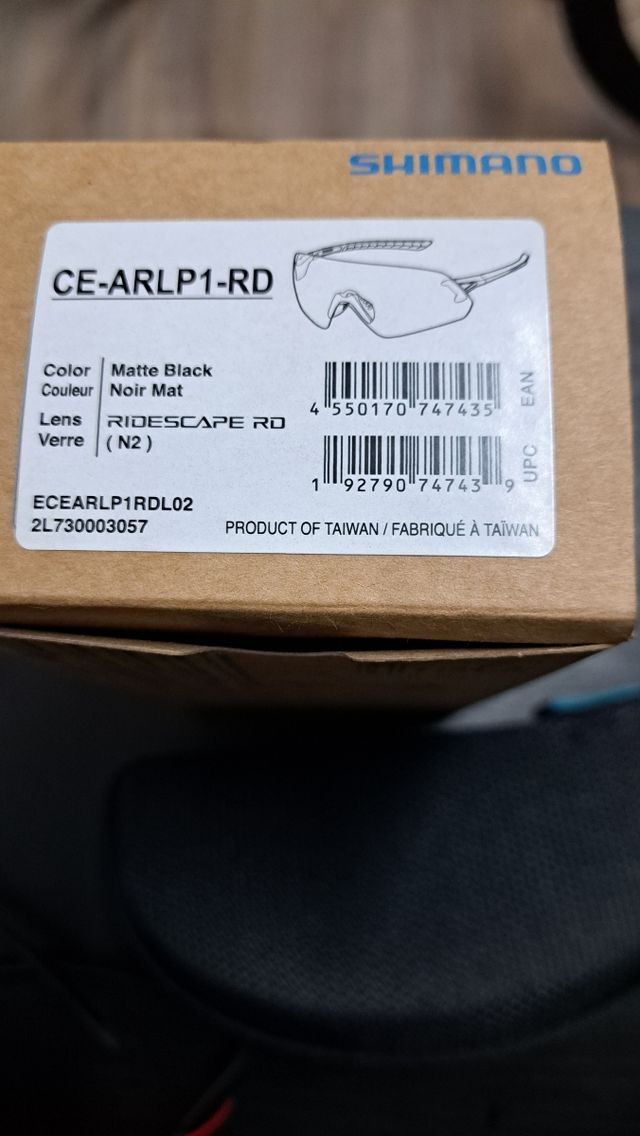 SHIMANO
CE-ARLP1-RD
Color Matte Black
Couleur Noir Mat
Lens RIDESCAPE RD
Verre ( N2 )
4 550170 747435 EAN
1 92790 74743 9 UPC
ECEARLP1RDL02
2L730003057
PRODUCT OF TAIWAN / FABRIQUÉ À TAÏWAN